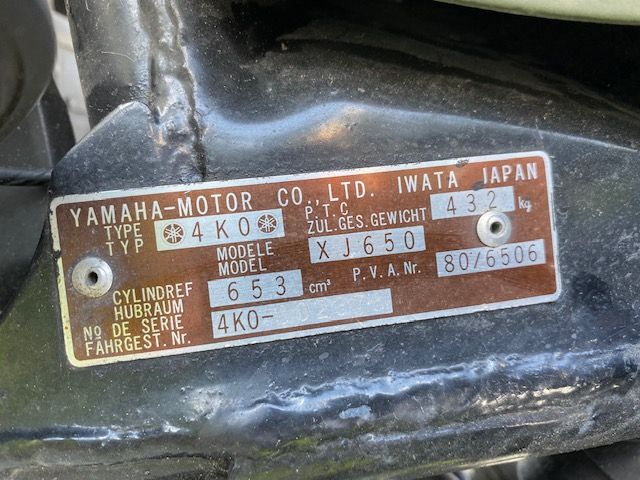 YAMAHA-MOTOR CO.,LTD. IWATA JAPAN
TYPE
TYP
4K0
P.T.C
ZUL.GES.GEWICHT
432 kg
MODELE
MODEL
XJ650
P.V.A.Nr.
80/6506
CYLINDREF
HUBRAUM
653 cm³
No DE SERIE
FAHRGEST.Nr.
4K0-